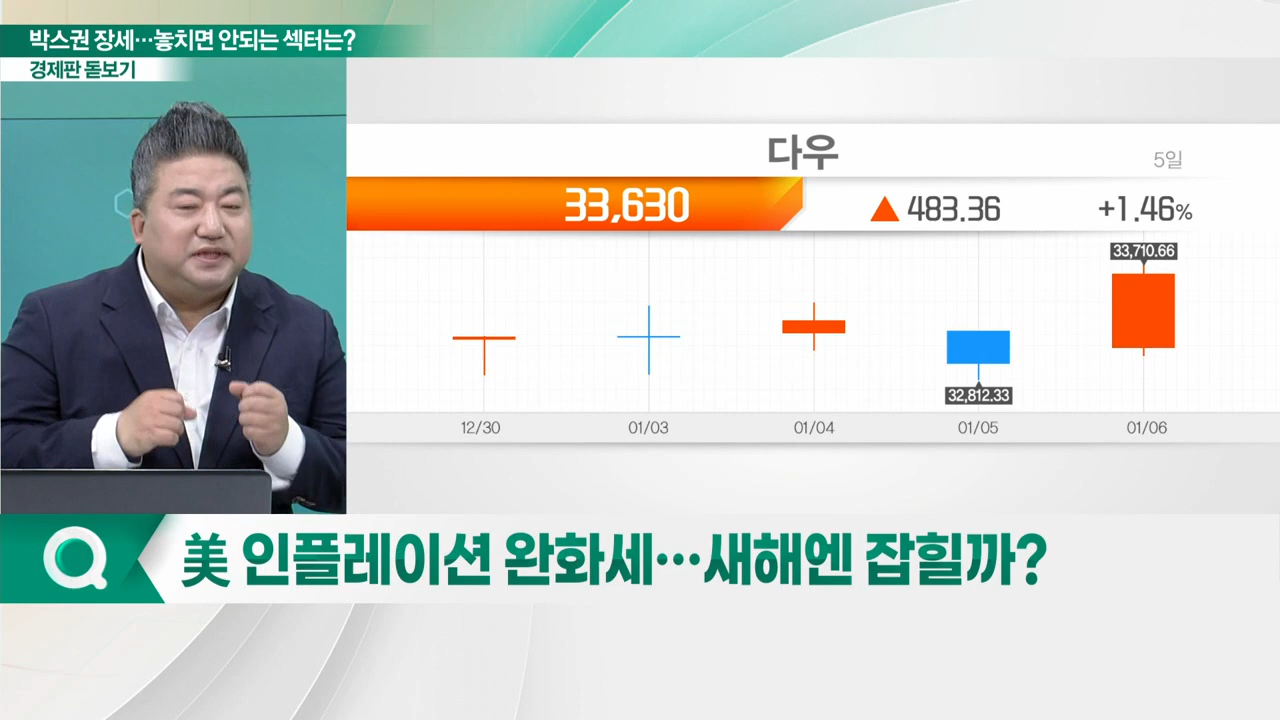 박스권 장세…놓치면 안되는 섹터는?
경제판 돋보기
다우
5일
33,630 ▲ 483.36 +1.46%
33,710.66
32,812.33
12/30 01/03 01/04 01/05 01/06
美 인플레이션 완화세…새해엔 잡힐까?